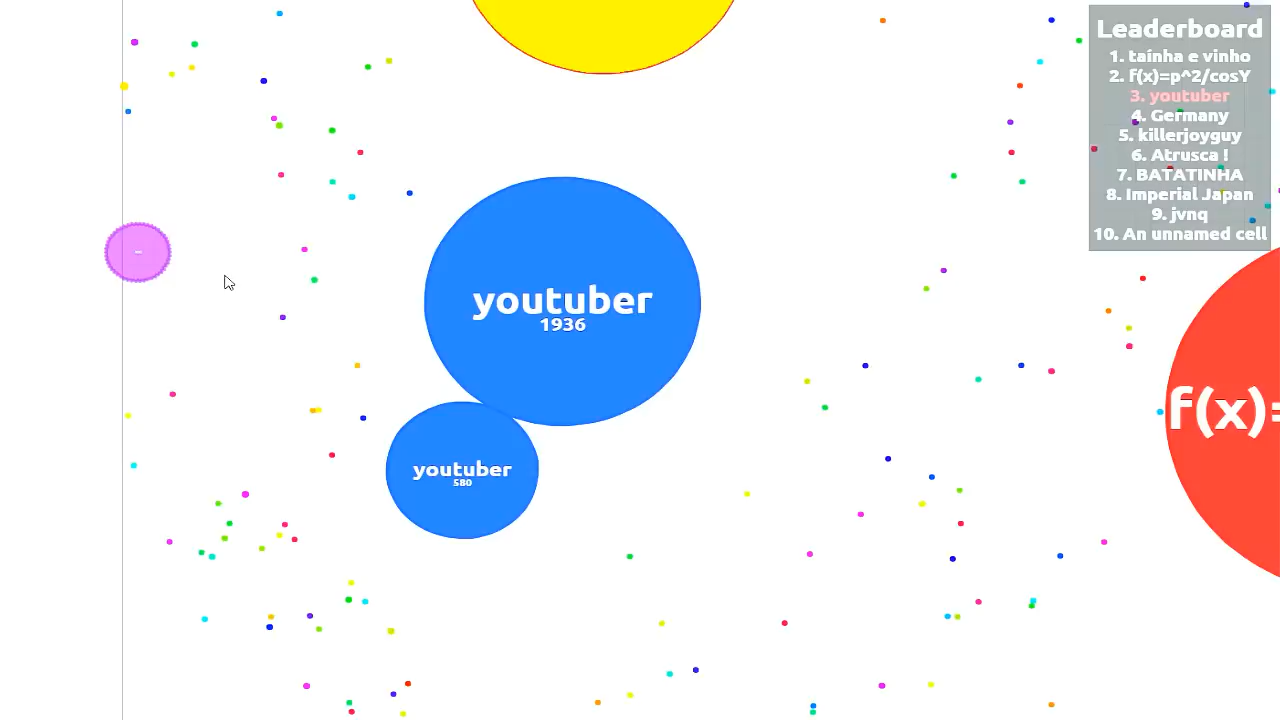 Leaderboard
1. taínha e vinho
2. f(x)=p^2/cosY
3. youtuber
4. Germany
5. killerjoyguy
6. Atrusca !
7. BATATINHA
8. Imperial Japan
9. jvnq
10. An unnamed cell
youtuber
1936
f(x)=
youtuber
580